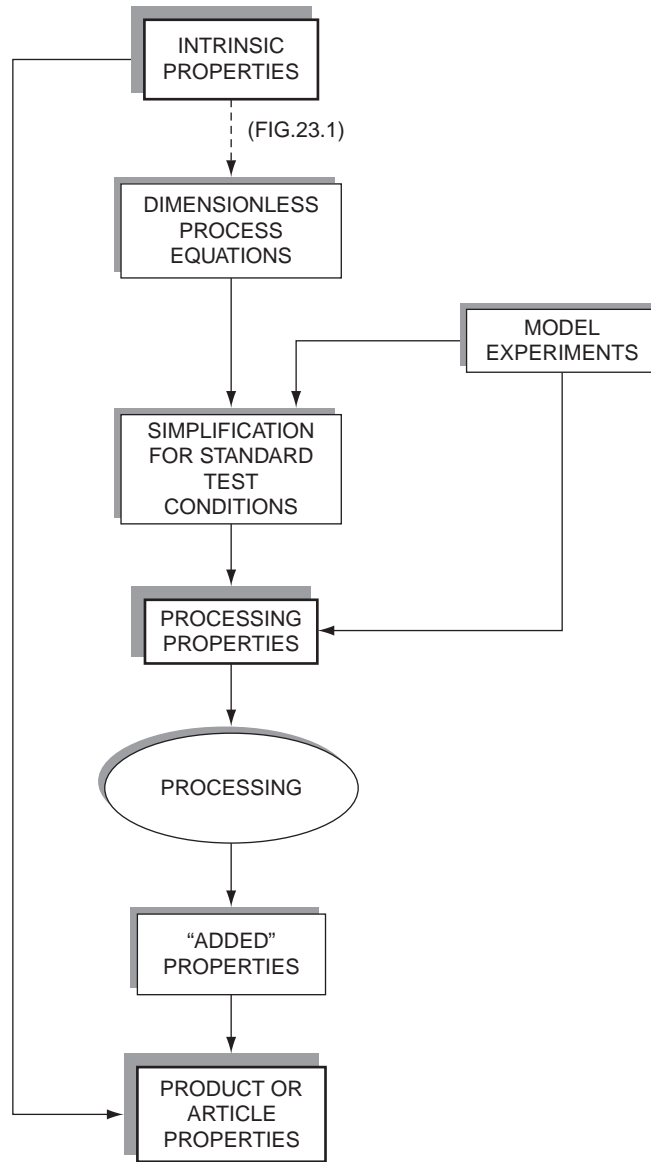 INTRINSIC
PROPERTIES
(FIG.23.1)
DIMENSIONLESS
PROCESS
EQUATIONS
MODEL
EXPERIMENTS
SIMPLIFICATION
FOR STANDARD
TEST
CONDITIONS
PROCESSING
PROPERTIES
PROCESSING
“ADDED”
PROPERTIES
PRODUCT OR
ARTICLE
PROPERTIES